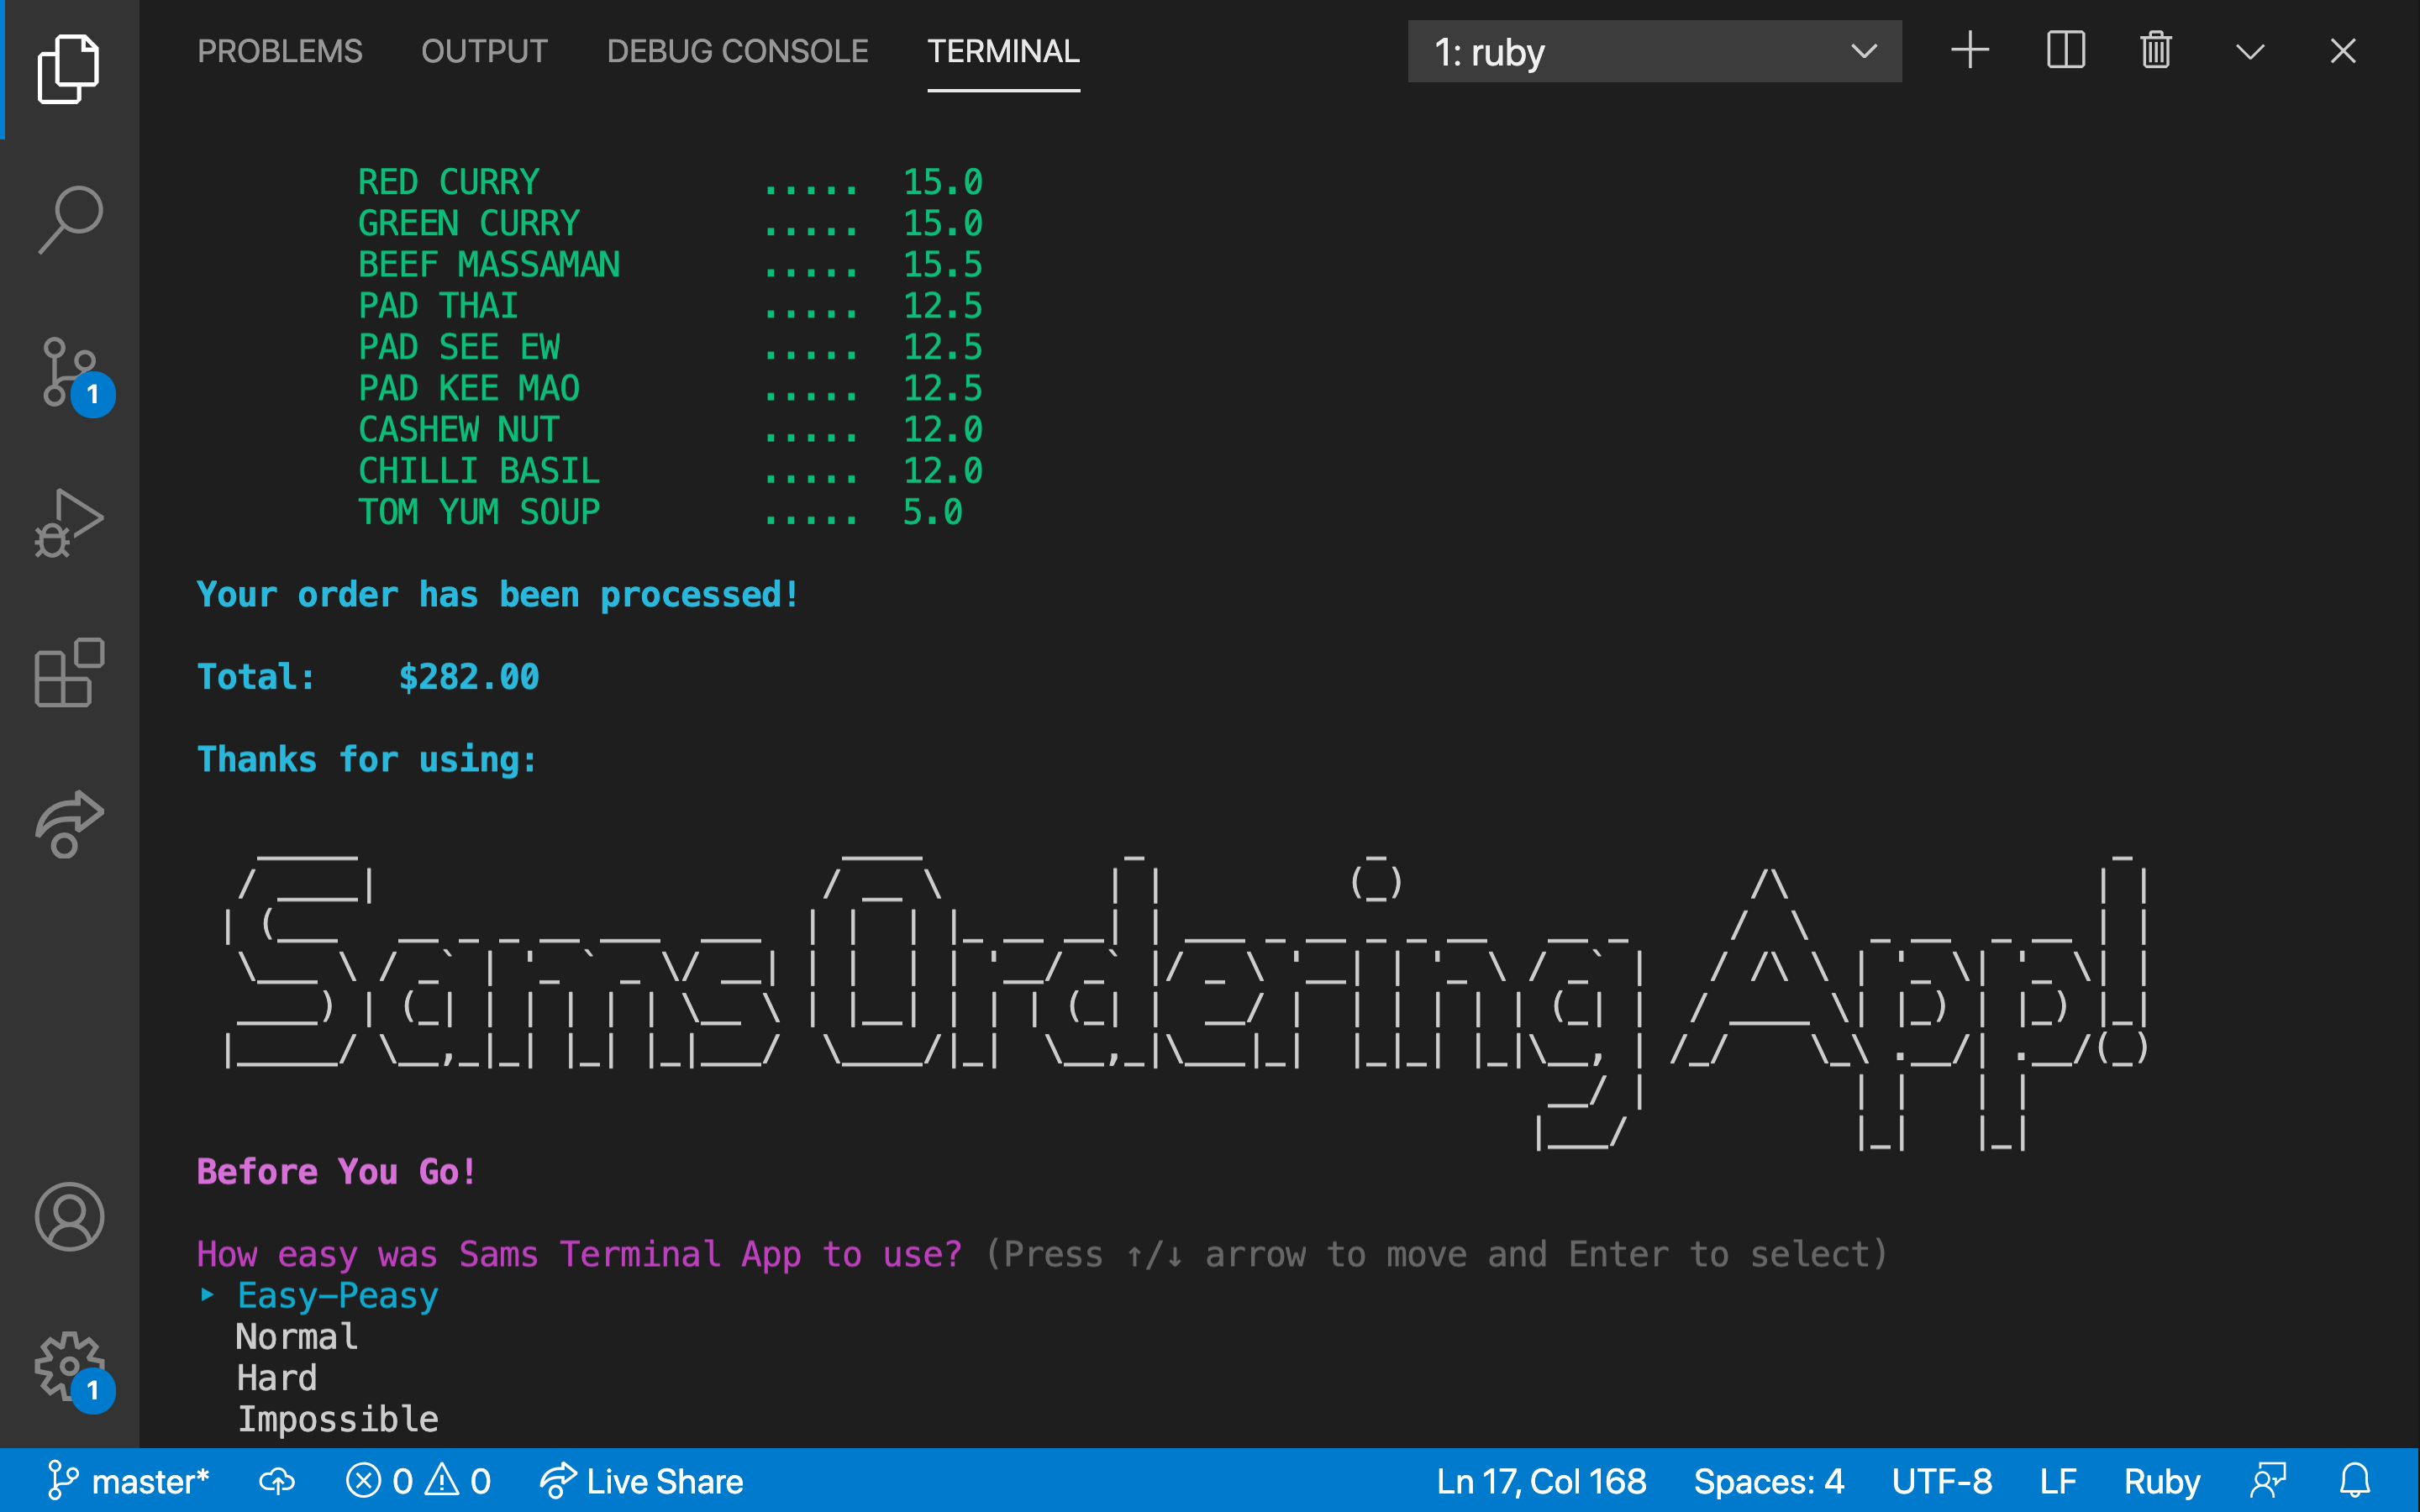 PROBLEMS OUTPUT DEBUG CONSOLE TERMINAL 1: ruby
RED CURRY ..... 15.0
GREEN CURRY ..... 15.0
BEEF MASSAMAN ..... 15.5
PAD THAI ..... 12.5
PAD SEE EW ..... 12.5
PAD KEE MAO ..... 12.5
CASHEW NUT ..... 12.0
CHILLI BASIL ..... 12.0
TOM YUM SOUP ..... 5.0
Your order has been processed!
Total: $282.00
Thanks for using:
Sams Ordering App!
Before You Go!
How easy was Sams Terminal App to use? (Press ↑/↓ arrow to move and Enter to select)
‣ Easy-Peasy
Normal
Hard
Impossible
1
1
master* 0 0 Live Share Ln 17, Col 168 Spaces: 4 UTF-8 LF Ruby